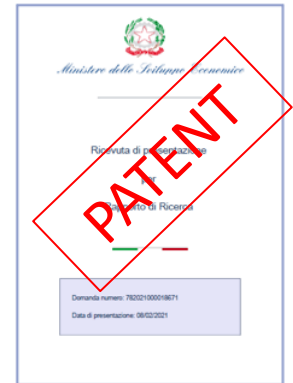 Ministero dello Sviluppo Economico
Ricevuta di presentazione
per
Rapporto di Ricerca
PATENT
Domanda numero: 782021000018671
Data di presentazione: 08/02/2021